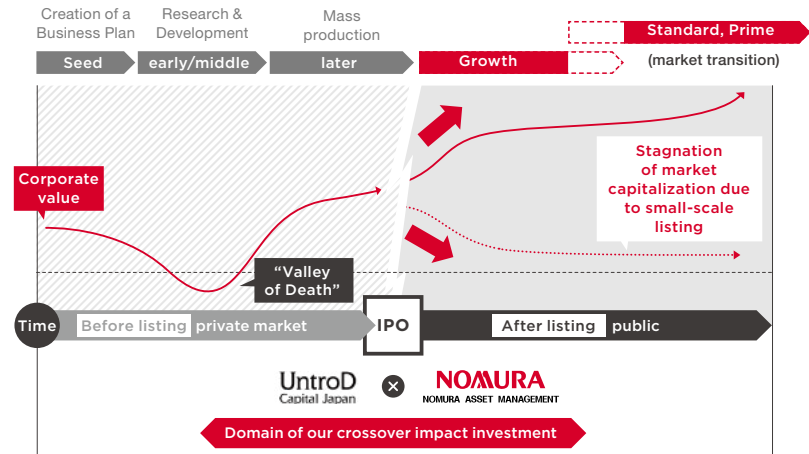 Creation of a
Business Plan
Research &
Development
Mass
production
Standard, Prime
Seed
early/middle
later
Growth
(market transition)
Corporate
value
Stagnation
of market
capitalization due
to small-scale
listing
“Valley
of Death”
Time
Before listing private market
IPO
After listing public
UntroD
Capital Japan
×
NOMURA
NOMURA ASSET MANAGEMENT
Domain of our crossover impact investment